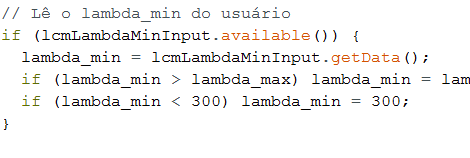 // Lê o lambda_min do usuário
if (lcmLambdaMinInput.available()) {
lambda_min = lcmLambdaMinInput.getData();
if (lambda_min > lambda_max) lambda_min = lam
if (lambda_min < 300) lambda_min = 300;
}